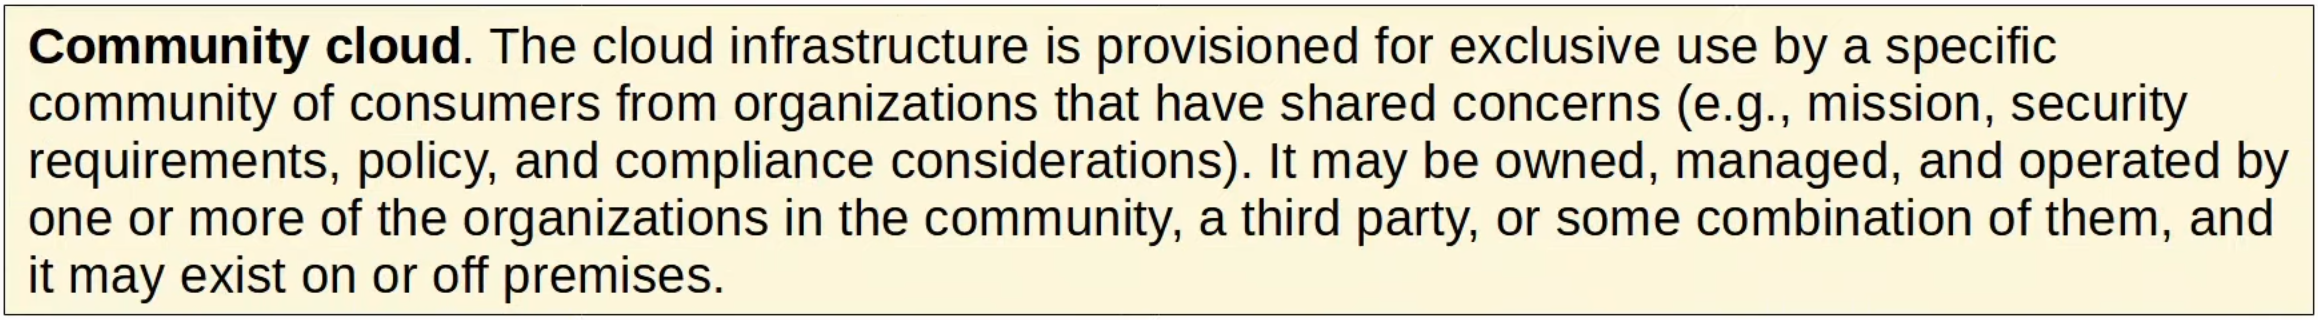 Community cloud. The cloud infrastructure is provisioned for exclusive use by a specific
community of consumers from organizations that have shared concerns (e.g., mission, security
requirements, policy, and compliance considerations). It may be owned, managed, and operated by
one or more of the organizations in the community, a third party, or some combination of them, and
it may exist on or off premises.